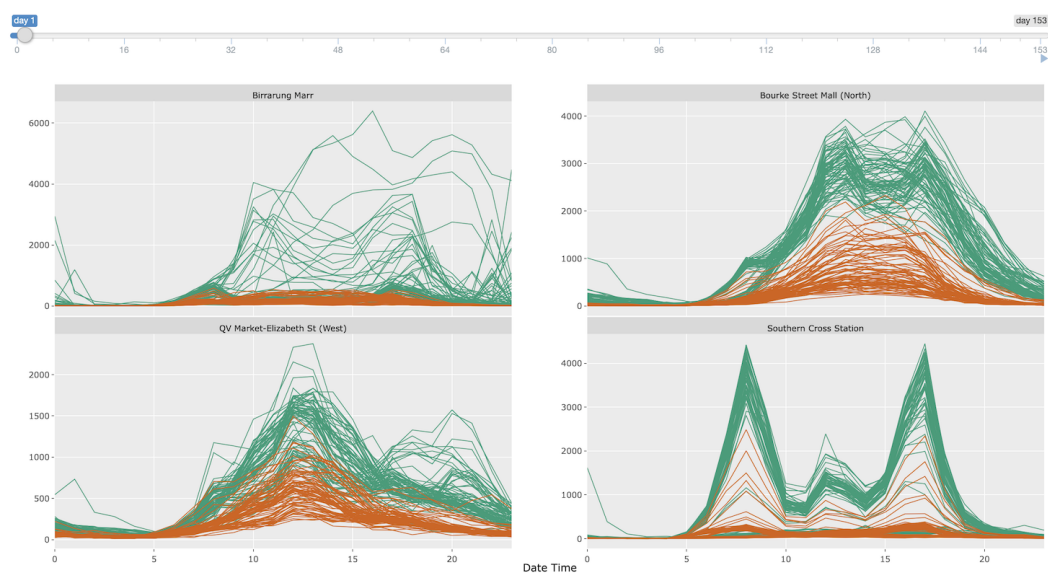 day 1
day 153
0 16 32 48 64 80 96 112 128 144 153
Birrarung Marr
6000
4000
2000
0
Bourke Street Mall (North)
4000
3000
2000
1000
0
QV Market-Elizabeth St (West)
2000
1500
1000
500
0
0 5 10 15 20
Southern Cross Station
4000
3000
2000
1000
0
0 5 10 15 20
Date Time